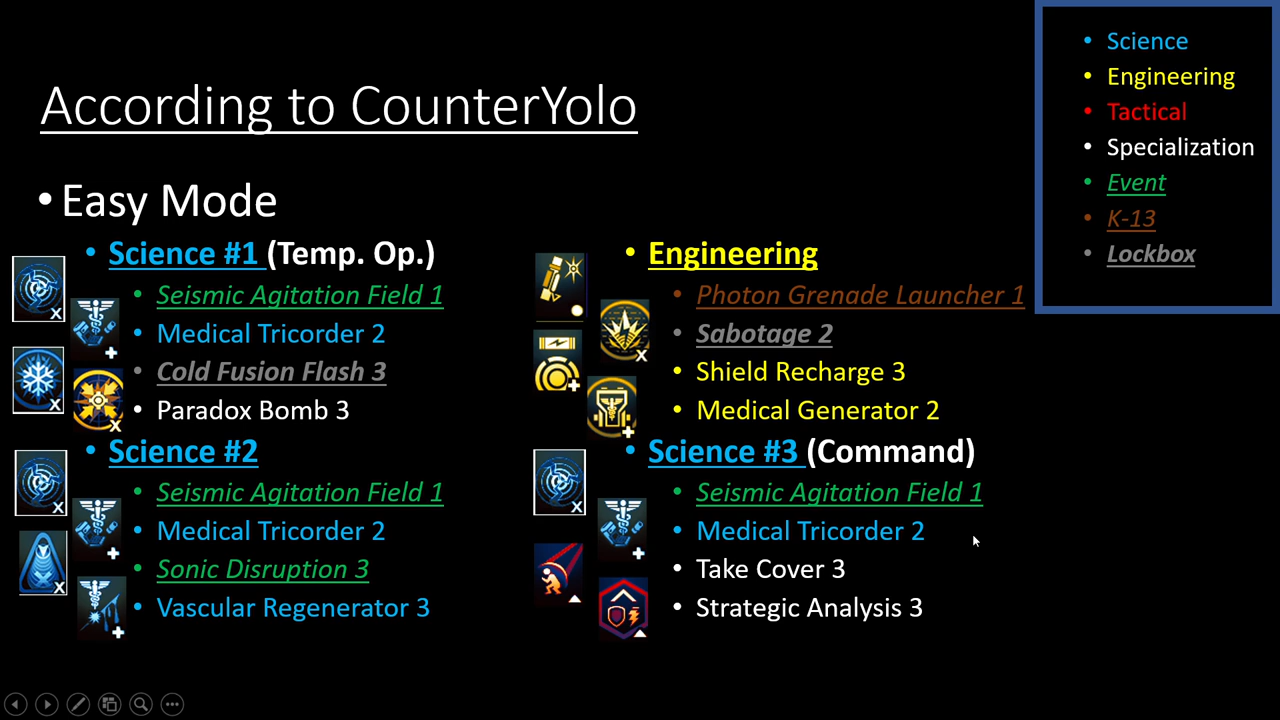 According to CounterYolo
• Easy Mode
• Science #1 (Temp. Op.)
• Seismic Agitation Field 1
• Medical Tricorder 2
• Cold Fusion Flash 3
• Paradox Bomb 3
• Science #2
• Seismic Agitation Field 1
• Medical Tricorder 2
• Sonic Disruption 3
• Vascular Regenerator 3
• Engineering
• Photon Grenade Launcher 1
• Sabotage 2
• Shield Recharge 3
• Medical Generator 2
• Science #3 (Command)
• Seismic Agitation Field 1
• Medical Tricorder 2
• Take Cover 3
• Strategic Analysis 3
• Science
• Engineering
• Tactical
• Specialization
• Event
• K-13
• Lockbox